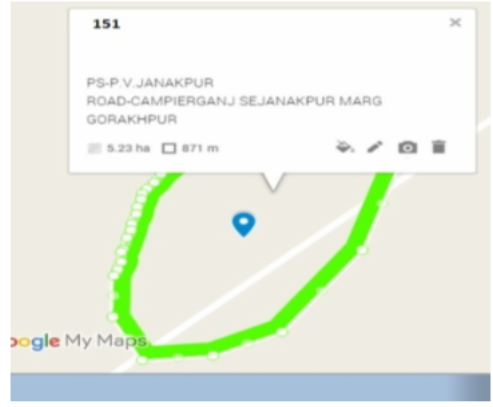 151
PS-P.V.JANAKPUR
ROAD-CAMPIERGANJ SEJANAKPUR MARG
GORAKHPUR
5.23 ha 871 m
oogle My Maps